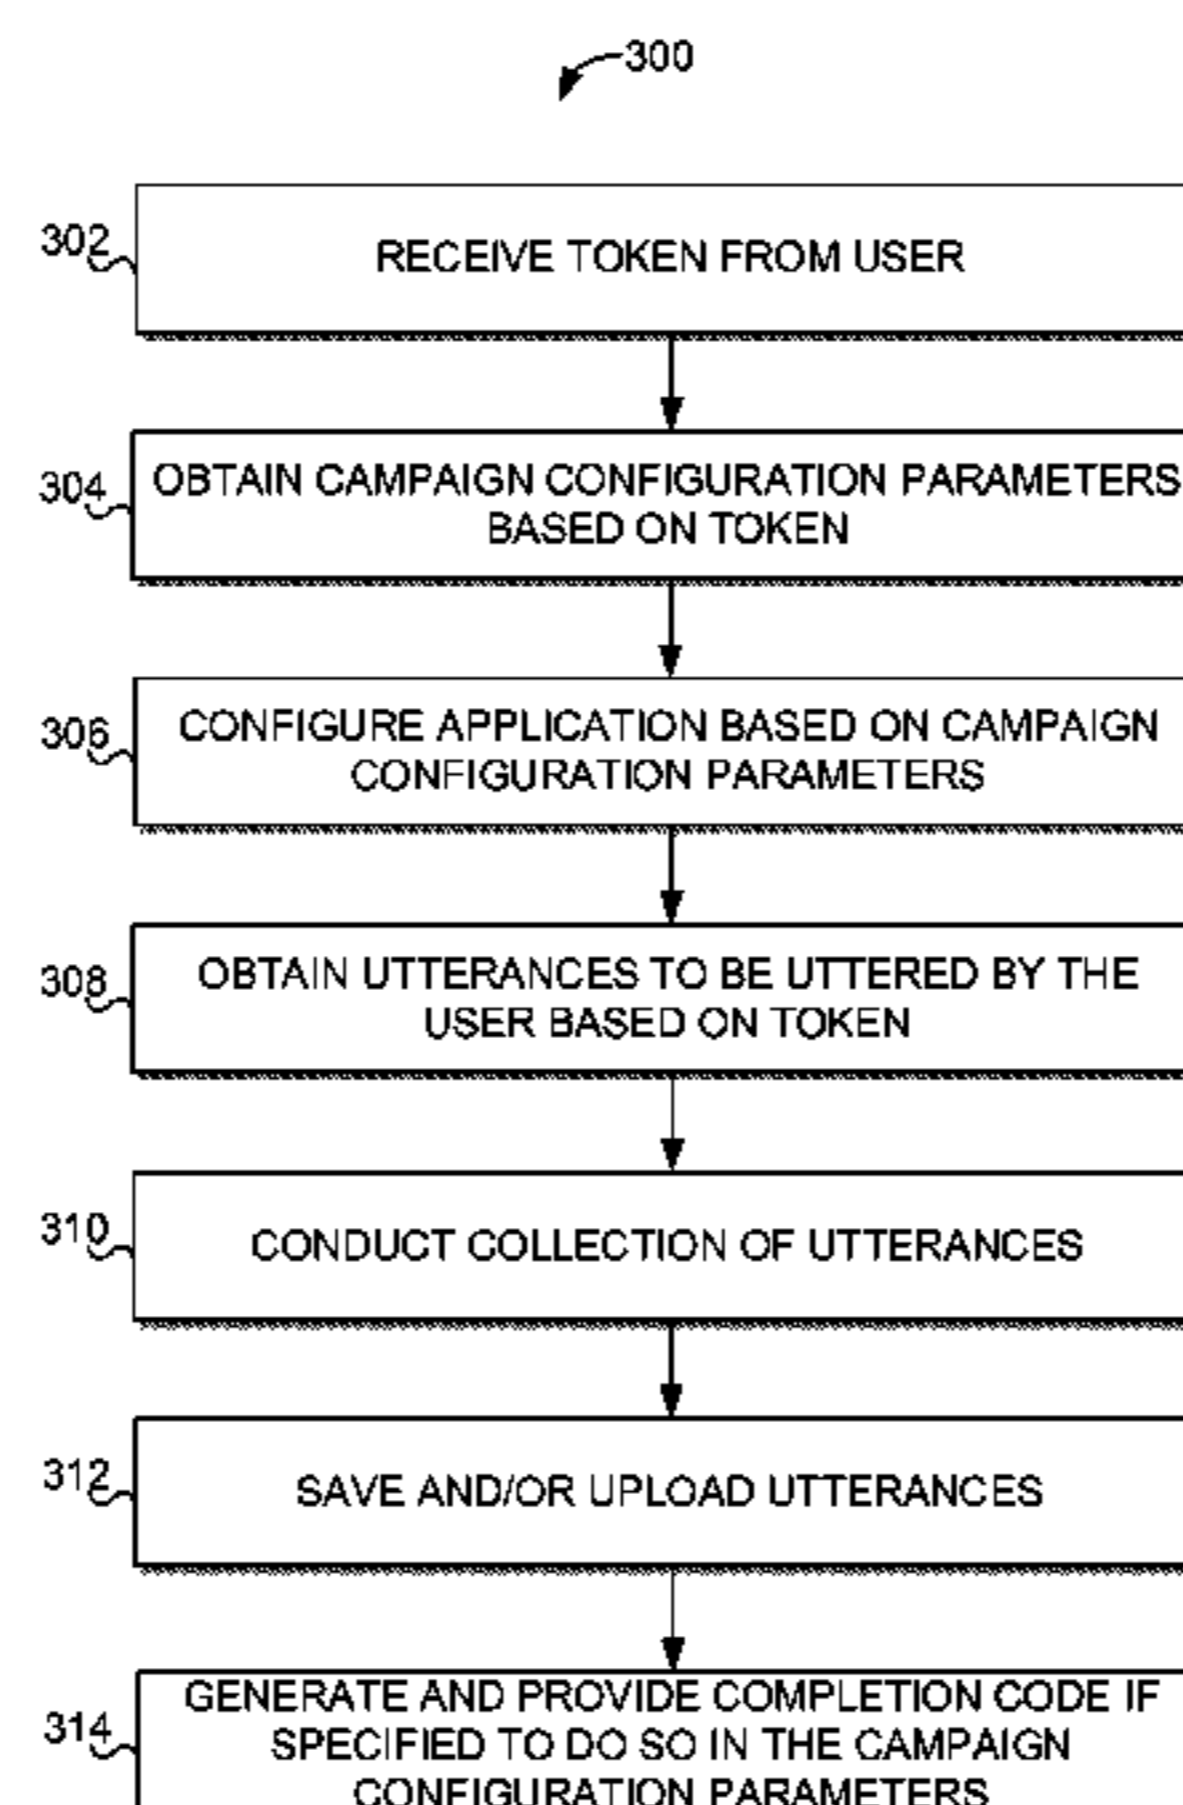 300
302
RECEIVE TOKEN FROM USER
304
OBTAIN CAMPAIGN CONFIGURATION PARAMETERS
BASED ON TOKEN
306
CONFIGURE APPLICATION BASED ON CAMPAIGN
CONFIGURATION PARAMETERS
308
OBTAIN UTTERANCES TO BE UTTERED BY THE
USER BASED ON TOKEN
310
CONDUCT COLLECTION OF UTTERANCES
312
SAVE AND/OR UPLOAD UTTERANCES
314
GENERATE AND PROVIDE COMPLETION CODE IF
SPECIFIED TO DO SO IN THE CAMPAIGN
CONFIGURATION PARAMETERS